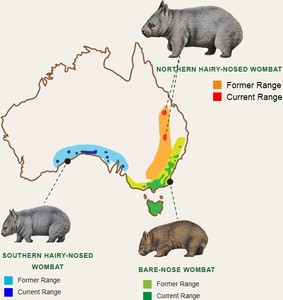 NORTHERN HAIRY-NOSED WOMBAT
Former Range
Current Range
SOUTHERN HAIRY-NOSED
WOMBAT
Former Range
Current Range
BARE-NOSE WOMBAT
Former Range
Current Range